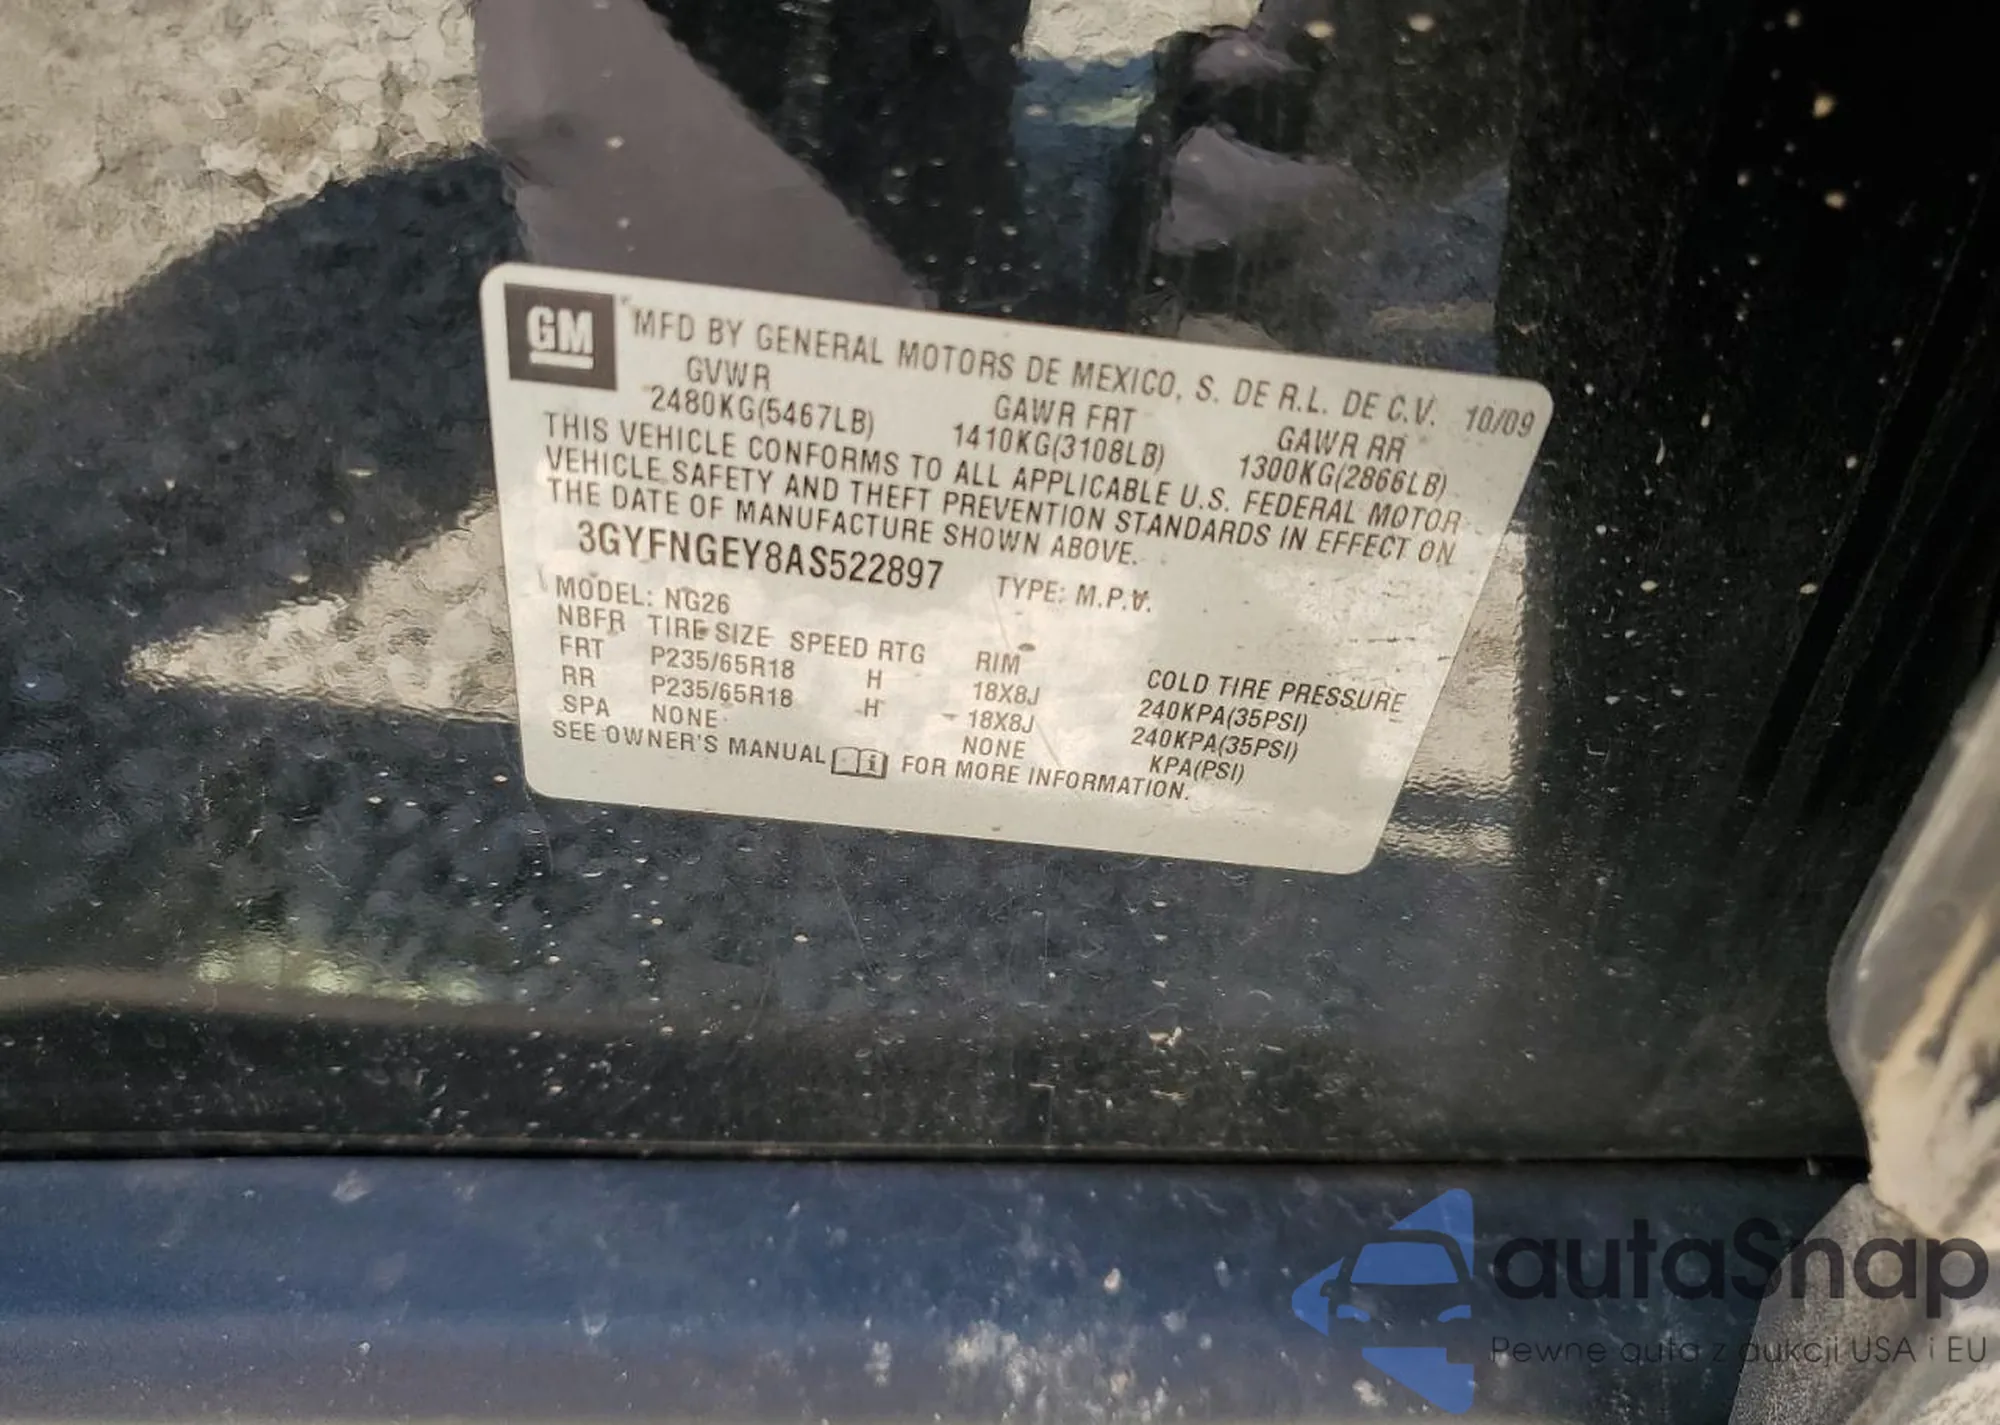 GM
MFD BY GENERAL MOTORS DE MEXICO, S. DE R.L. DE C.V. 10/09
GVWR GAWR FRT GAWR RR
2480KG(5467LB) 1410KG(3108LB) 1300KG(2866LB)
THIS VEHICLE CONFORMS TO ALL APPLICABLE U.S. FEDERAL MOTOR
VEHICLE SAFETY AND THEFT PREVENTION STANDARDS IN EFFECT ON
THE DATE OF MANUFACTURE SHOWN ABOVE.
3GYFNGEY8AS522897 TYPE: M.P.V.
MODEL: NG26
NBFR TIRE SIZE SPEED RTG RIM COLD TIRE PRESSURE
FRT P235/65R18 H 18X8J 240KPA(35PSI)
RR P235/65R18 H 18X8J 240KPA(35PSI)
SPA NONE NONE KPA(PSI)
SEE OWNER'S MANUAL FOR MORE INFORMATION.
autaSnap
Pewne auta z aukcji USA i EU